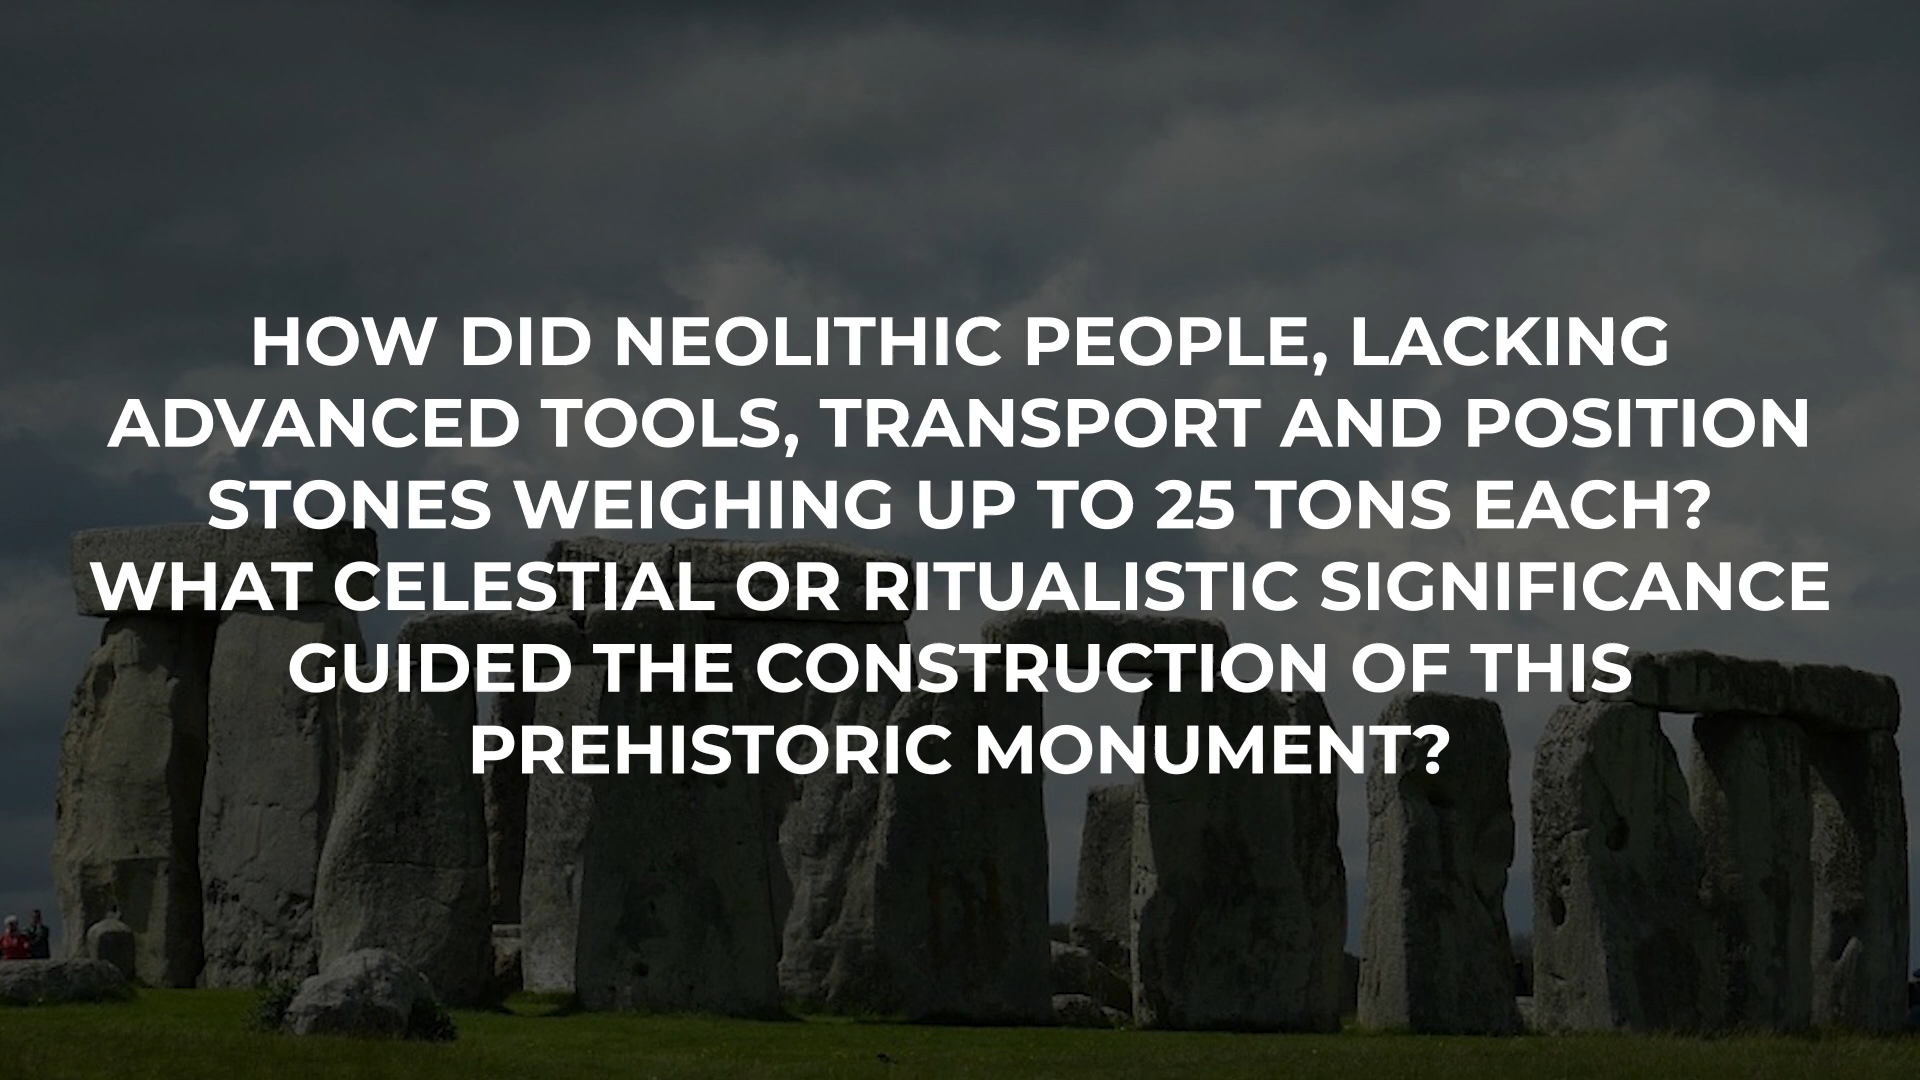 HOW DID NEOLITHIC PEOPLE, LACKING
ADVANCED TOOLS, TRANSPORT AND POSITION
STONES WEIGHING UP TO 25 TONS EACH?
WHAT CELESTIAL OR RITUALISTIC SIGNIFICANCE
GUIDED THE CONSTRUCTION OF THIS
PREHISTORIC MONUMENT?